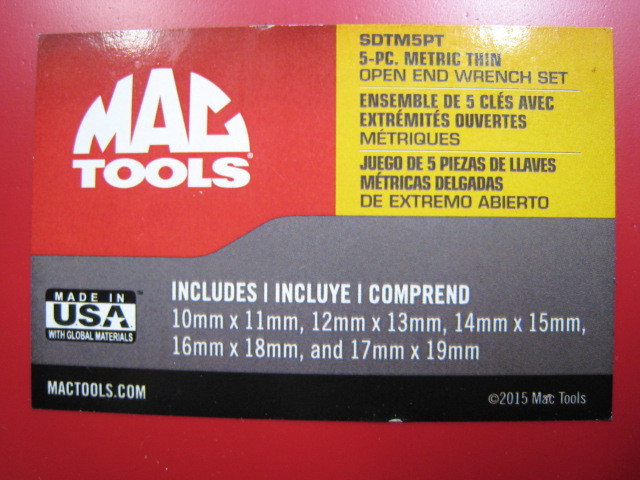 MAC
TOOLS®
SDTM5PT
5-PC. METRIC THIN
OPEN END WRENCH SET
ENSEMBLE DE 5 CLÉS AVEC
EXTRÉMITÉS OUVERTES
MÉTRIQUES
JUEGO DE 5 PIEZAS DE LLAVES
MÉTRICAS DELGADAS
DE EXTREMO ABIERTO
MADE IN
USA™
WITH GLOBAL MATERIALS
INCLUDES | INCLUYE | COMPREND
10mm x 11mm, 12mm x 13mm, 14mm x 15mm,
16mm x 18mm, and 17mm x 19mm
MACTOOLS.COM
©2015 Mac Tools